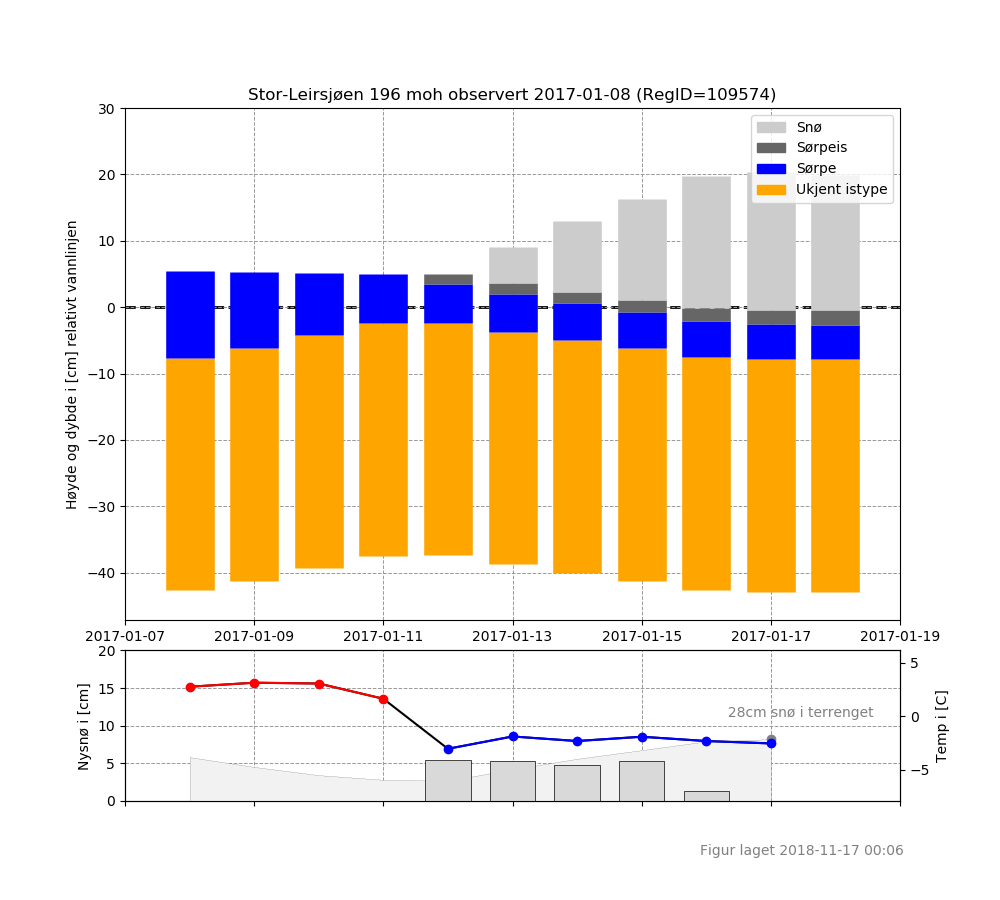 Stor-Leirsjøen 196 moh observert 2017-01-08 (RegID=109574)
30
20
10
0
−10
−20
−30
−40
Høyde og dybde i [cm] relativt vannlinjen
Snø
Sørpeis
Sørpe
Ukjent istype
2017-01-07
2017-01-09
2017-01-11
2017-01-13
2017-01-15
2017-01-17
2017-01-19
20
15
10
5
0
Nysnø i [cm]
28cm snø i terrenget
5
0
−5
Temp i [C]
Figur laget 2018-11-17 00:06